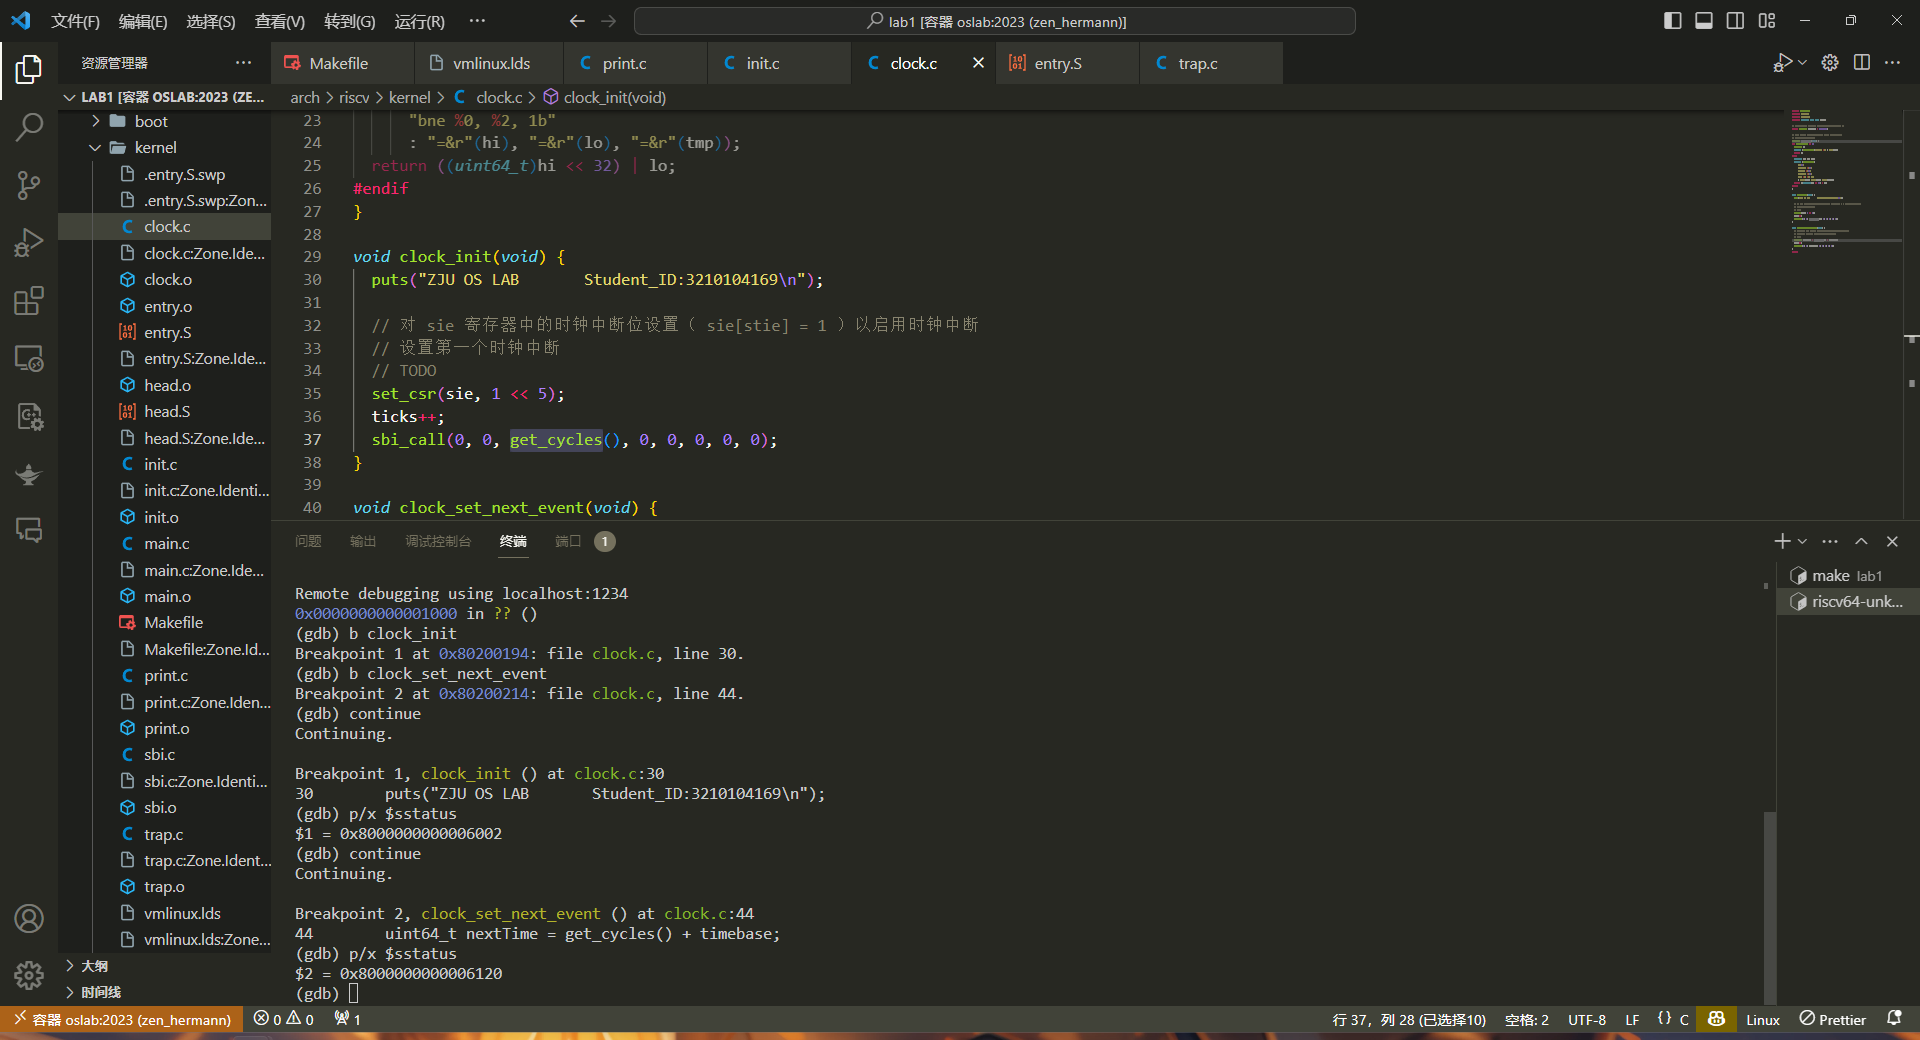 文件(F) 编辑(E) 选择(S) 查看(V) 转到(G) 运行(R) ···
lab1 [容器 oslab:2023 (zen_hermann)]
资源管理器
Makefile
vmlinux.lds
print.c
init.c
clock.c
entry.S
trap.c
LAB1 [容器 OSLAB:2023 (ZE...
arch > riscv > kernel > C clock.c > clock_init(void)
boot
kernel
.entry.S.swp
.entry.S.swp:Zon...
clock.c
clock.c:Zone.Ide...
clock.o
entry.o
entry.S
entry.S:Zone.Ide...
head.o
head.S
head.S:Zone.Ide...
init.c
init.c:Zone.Identi...
init.o
main.c
main.c:Zone.Ide...
main.o
Makefile
Makefile:Zone.Id...
print.c
print.c:Zone.Iden...
print.o
sbi.c
sbi.c:Zone.Identi...
sbi.o
trap.c
trap.c:Zone.Ident...
trap.o
vmlinux.lds
vmlinux.lds:Zone...
大纲
时间线
23 "bne %0, %2, 1b"
24 : "=&r"(hi), "=&r"(lo), "=&r"(tmp));
25 return ((uint64_t)hi << 32) | lo;
26 #endif
27 }
28
29 void clock_init(void) {
30 puts("ZJU OS LAB       Student_ID:3210104169\n");
31
32 // 对 sie 寄存器中的时钟中断位设置（ sie[stie] = 1 ）以启用时钟中断
33 // 设置第一个时钟中断
34 // TODO
35 set_csr(sie, 1 << 5);
36 ticks++;
37 sbi_call(0, 0, get_cycles(), 0, 0, 0, 0, 0);
38 }
39
40 void clock_set_next_event(void) {
问题 输出 调试控制台 终端 端口 1
make lab1
riscv64-unk...
Remote debugging using localhost:1234
0x0000000000001000 in ?? ()
(gdb) b clock_init
Breakpoint 1 at 0x80200194: file clock.c, line 30.
(gdb) b clock_set_next_event
Breakpoint 2 at 0x80200214: file clock.c, line 44.
(gdb) continue
Continuing.
Breakpoint 1, clock_init () at clock.c:30
30        puts("ZJU OS LAB       Student_ID:3210104169\n");
(gdb) p/x $sstatus
$1 = 0x8000000000006002
(gdb) continue
Continuing.
Breakpoint 2, clock_set_next_event () at clock.c:44
44        uint64_t nextTime = get_cycles() + timebase;
(gdb) p/x $sstatus
$2 = 0x8000000000006120
(gdb)
容器 oslab:2023 (zen_hermann) 0 0 1 行 37，列 28 (已选择10) 空格: 2 UTF-8 LF {} C Linux Prettier